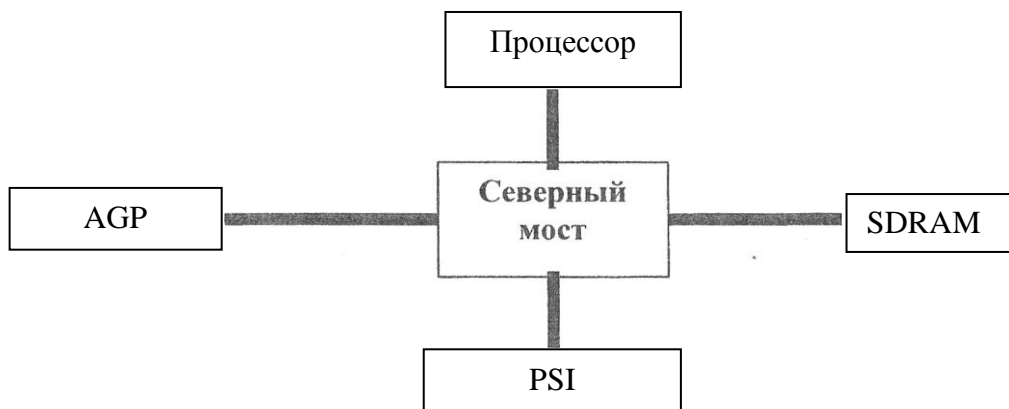 Процессор
Северный
мост
AGP
SDRAM
PSI